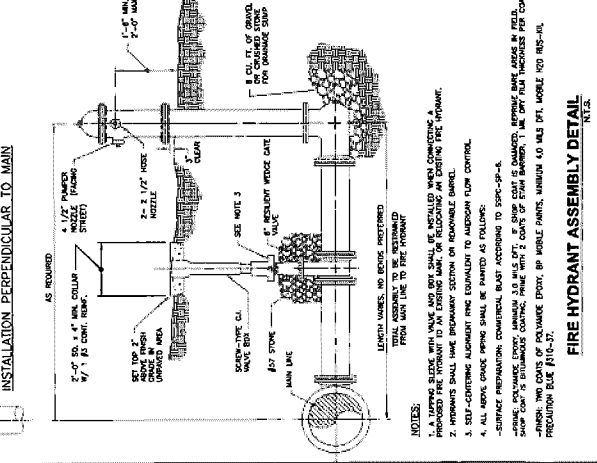 INSTALLATION PERPENDICULAR TO MAIN
AS REQUIRED
2'-0" SQ. x 4" MIN. COLLAR
W/ 1 #3 CONT. REINF.
4 1/2" PUMPER
NOZZLE (FACING
STREET)
1'-6" MIN.
2'-0" MAX
SET TOP 2"
ABOVE FINISH
GRADE IN
UNPAVED AREA
2- 2 1/2" HOSE
NOZZLE
3"
CLEAR
8 CU. FT. OF GRAVEL
OR CRUSHED STONE
FOR DRAINAGE SUMP
SCREW-TYPE C.I.
VALVE BOX
SEE NOTE 3
#57 STONE
6" RESILIENT WEDGE GATE
VALVE
MAIN LINE
LENGTH VARIES, NO BENDS PREFERRED
TOTAL ASSEMBLY TO BE RESTRAINED
FROM MAIN LINE TO FIRE HYDRANT
NOTES:
1. A TAPPING SLEEVE WITH VALVE AND BOX SHALL BE INSTALLED WHEN CONNECTING A
PROPOSED FIRE HYDRANT TO AN EXISTING MAIN, OR RELOCATING AN EXISTING FIRE HYDRANT.
2. HYDRANTS SHALL HAVE BREAKAWAY SECTION OR REMOVABLE BARREL.
3. SELF-CENTERING ALIGNMENT RING EQUIVALENT TO AMERICAN FLOW CONTROL.
4. ALL ABOVE GRADE PIPING SHALL BE PAINTED AS FOLLOWS:
-SURFACE PREPARATION: COMMERCIAL BLAST ACCORDING TO SSPC-SP-6.
-PRIME: POLYAMIDE EPOXY, MINIMUM 3.0 MILS DFT. IF SHOP COAT IS DAMAGED, REPRIME BARE AREAS IN FIELD.
SHOP COAT IS BITUMINOUS COATING, PRIME WITH 2 COATS OF STAIN BARRIER, 1 MIL DRY FILM THICKNESS PER CO
-FINISH: TWO COATS OF POLYAMIDE EPOXY, BP MOBILE PAINTS, MINIMUM 4.0 MILS DFT. MOBILE 1120 RUS-KIL
PRECAUTION BLUE #310-37.
FIRE HYDRANT ASSEMBLY DETAIL
N.T.S.